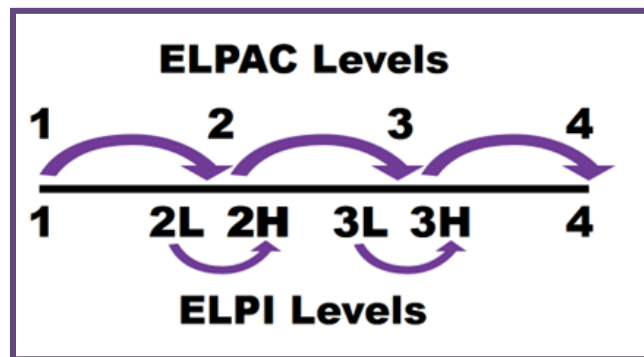 ELPAC Levels
1 2 3 4
1 2L 2H 3L 3H 4
ELPI Levels